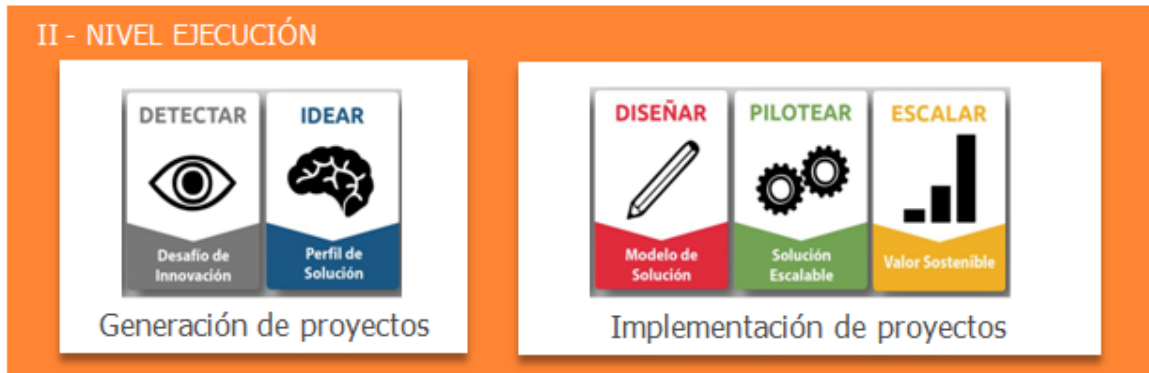 II - NIVEL EJECUCIÓN
DETECTAR
Desafío de
Innovación
IDEAR
Perfil de
Solución
Generación de proyectos
DISEÑAR
Modelo de
Solución
PILOTEAR
Solución
Escalable
ESCALAR
Valor Sostenible
Implementación de proyectos